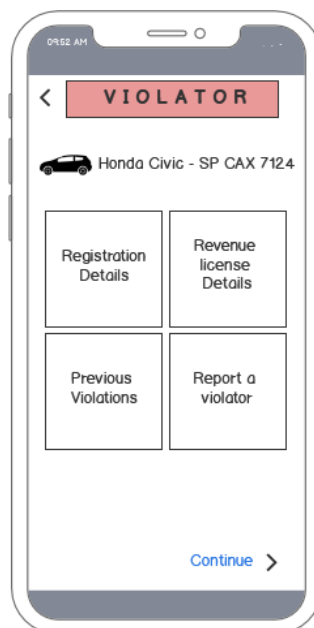 09:52 AM
VIOLATOR
Honda Civic - SP CAX 7124
Registration
Details
Revenue
license
Details
Previous
Violations
Report a
violator
Continue